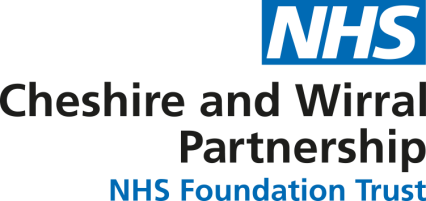 NHS
Cheshire and Wirral
Partnership
NHS Foundation Trust